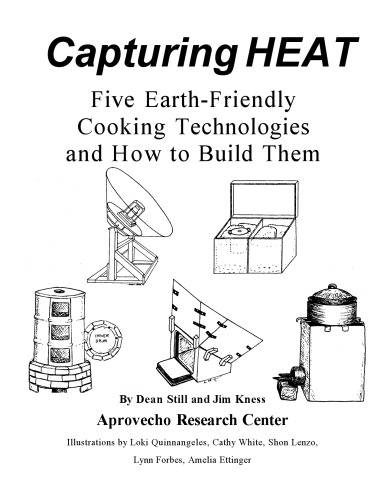 Capturing HEAT
Five Earth-Friendly
Cooking Technologies
and How to Build Them
INNER
DRUM
By Dean Still and Jim Kness
Aprovecho Research Center
Illustrations by Loki Quinnangeles, Cathy White, Shon Lenzo,
Lynn Forbes, Amelia Ettinger